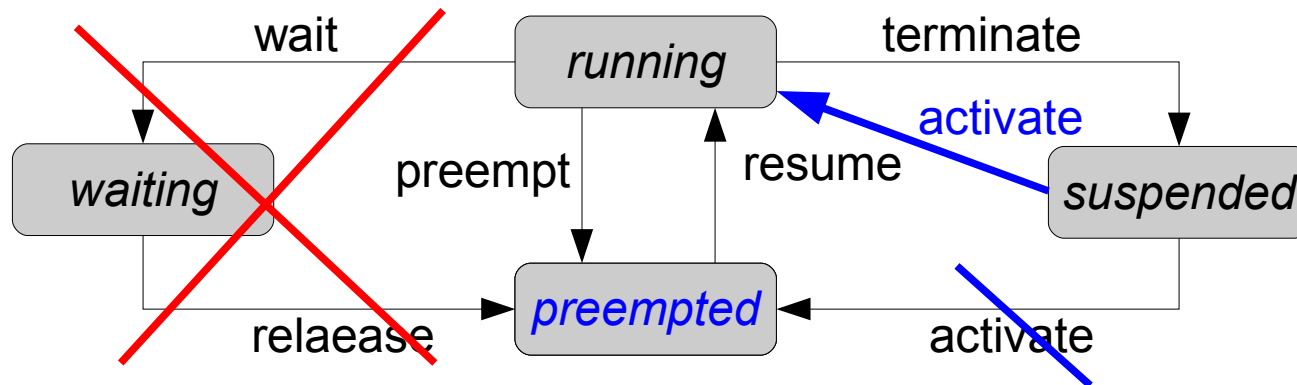 wait
running
terminate
activate
preempt
resume
waiting
suspended
preempted
relaease
activate